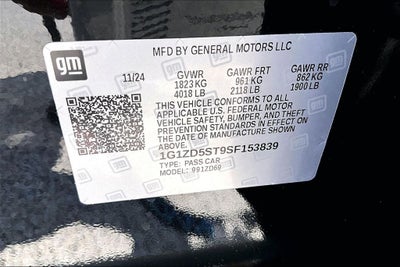 MFD BY GENERAL MOTORS LLC
gm
11/24 GVWR GAWR FRT GAWR RR
1823 KG 961 KG 862 KG
4018 LB 2118 LB 1900 LB
THIS VEHICLE CONFORMS TO ALL
APPLICABLE U.S. FEDERAL MOTOR
VEHICLE SAFETY, BUMPER, AND THEFT
PREVENTION STANDARDS IN EFFECT ON
THE DATE OF MANUFACTURE SHOWN
ABOVE.
1G1ZD5ST9SF153839
TYPE: PASS CAR
MODEL: 991ZD69